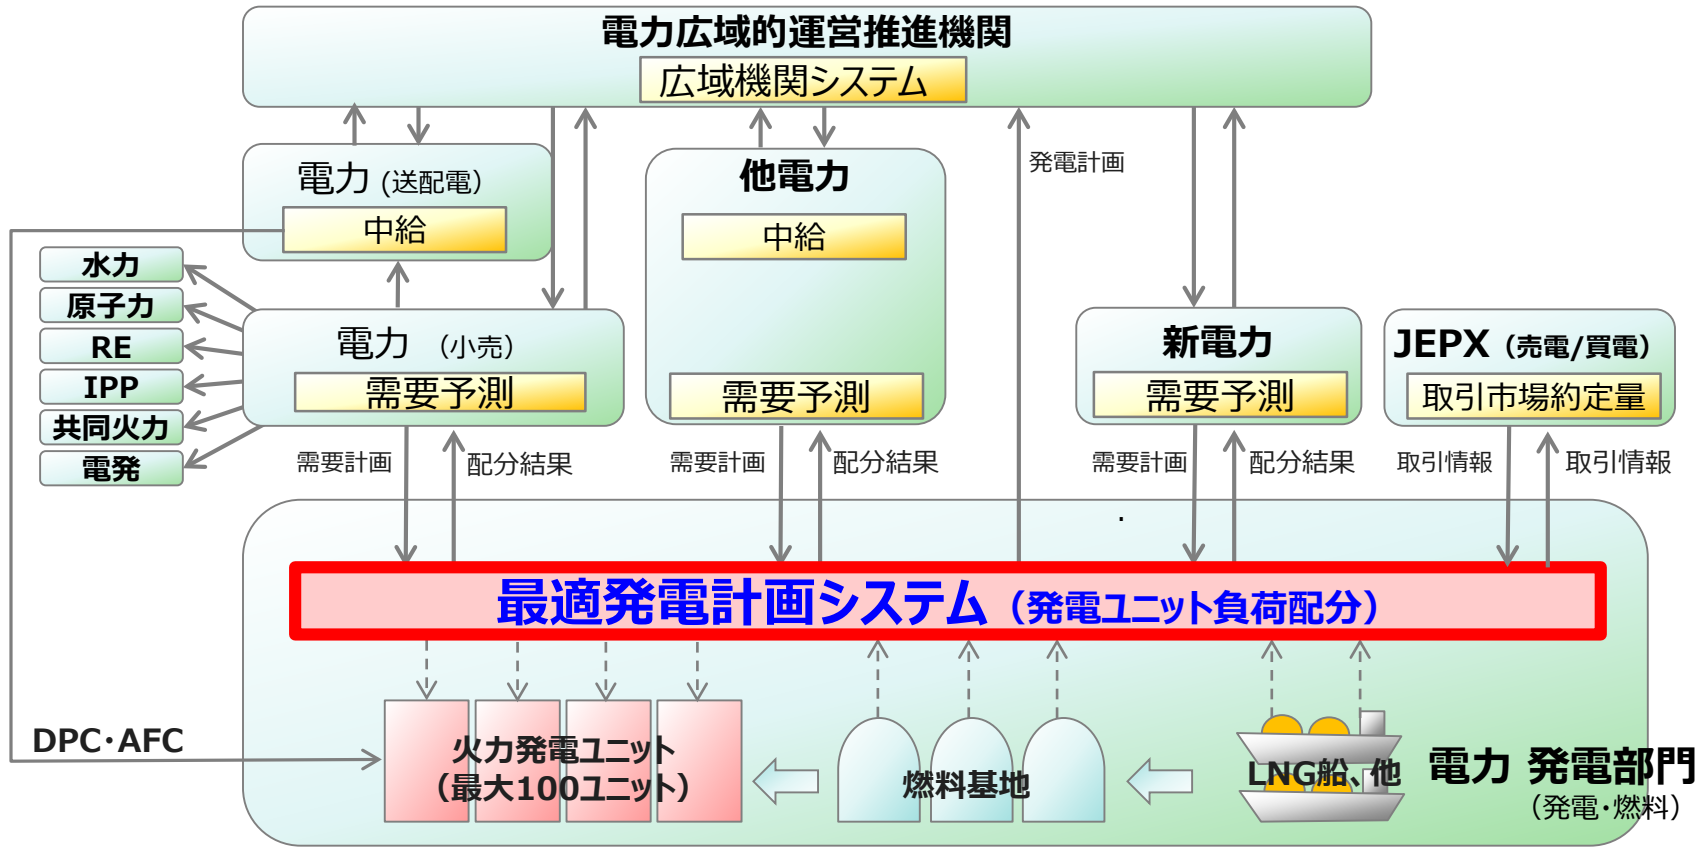 電力広域的運営推進機関
広域機関システム
電力 (送配電)
中給
他電力
中給
発電計画
水力
原子力
RE
IPP
共同火力
電発
電力 (小売)
需要予測
需要予測
新電力
需要予測
JEPX (売電/買電)
取引市場約定量
需要計画
配分結果
需要計画
配分結果
需要計画
配分結果
取引情報
取引情報
最適発電計画システム (発電ユニット負荷配分)
DPC・AFC
火力発電ユニット
(最大100ユニット)
燃料基地
LNG船、他
電力 発電部門
(発電・燃料)